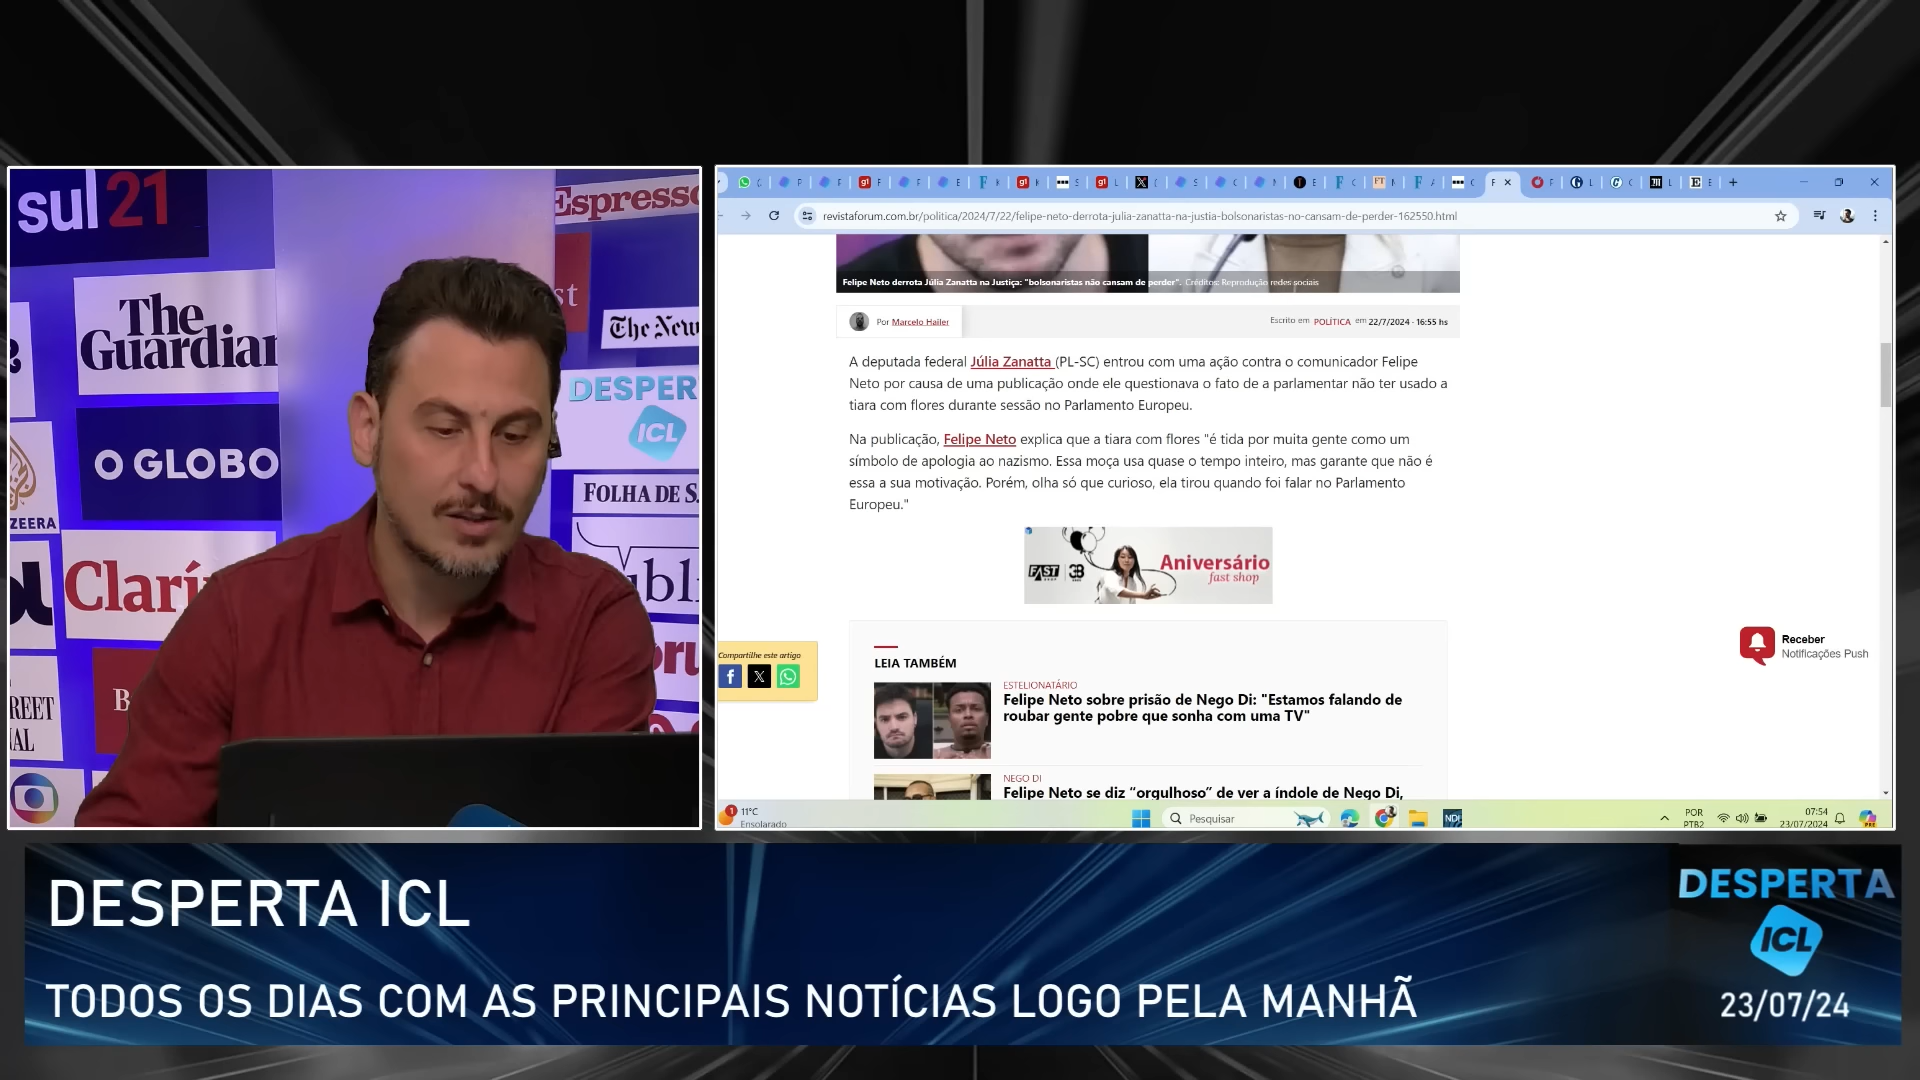 sul21
Espresso
The
Guardian
st
The New
DESPER
ICL
O GLOBO
FOLHA DE S.
ZEERA
Clarí
REET
revistaforum.com.br/politica/2024/7/22/felipe-neto-derrota-julia-zanatta-na-justia-bolsonaristas-no-cansam-de-perder-162550.html
Felipe Neto derrota Júlia Zanatta na Justiça: "bolsonaristas não cansam de perder". Créditos: Reprodução redes sociais
Por Marcelo Hailer
Escrito em POLÍTICA em 22/7/2024 · 16:55 hs
A deputada federal Júlia Zanatta (PL-SC) entrou com uma ação contra o comunicador Felipe
Neto por causa de uma publicação onde ele questionava o fato de a parlamentar não ter usado a
tiara com flores durante sessão no Parlamento Europeu.
Na publicação, Felipe Neto explica que a tiara com flores "é tida por muita gente como um
símbolo de apologia ao nazismo. Essa moça usa quase o tempo inteiro, mas garante que não é
essa a sua motivação. Porém, olha só que curioso, ela tirou quando foi falar no Parlamento
Europeu."
FAST
Aniversário
fast shop
Compartilhe este artigo
Receber
Notificações Push
LEIA TAMBÉM
ESTELIONATÁRIO
Felipe Neto sobre prisão de Nego Di: "Estamos falando de
roubar gente pobre que sonha com uma TV"
NEGO DI
Felipe Neto se diz “orgulhoso” de ver a índole de Nego Di,
1
11°C
Ensolarado
Pesquisar
POR
PTB2
07:54
23/07/2024
DESPERTA ICL
TODOS OS DIAS COM AS PRINCIPAIS NOTÍCIAS LOGO PELA MANHÃ
DESPERTA
ICL
23/07/24